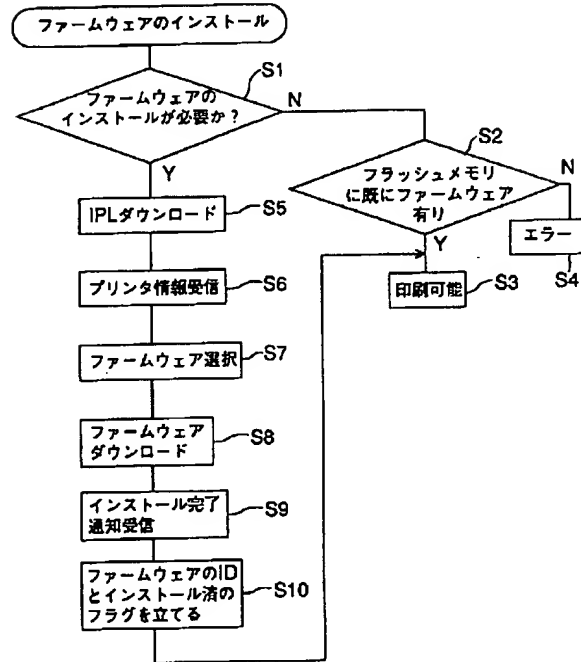 ファームウェアのインストール
S1
ファームウェアの
インストールが必要か?
N
Y
S2
フラッシュメモリ
に既にファームウェア
有り
N
Y
エラー
S4
印刷可能
S3
IPLダウンロード
S5
プリンタ情報受信
S6
ファームウェア選択
S7
ファームウェア
ダウンロード
S8
インストール完了
通知受信
S9
ファームウェアのID
とインストール済の
フラグを立てる
S10